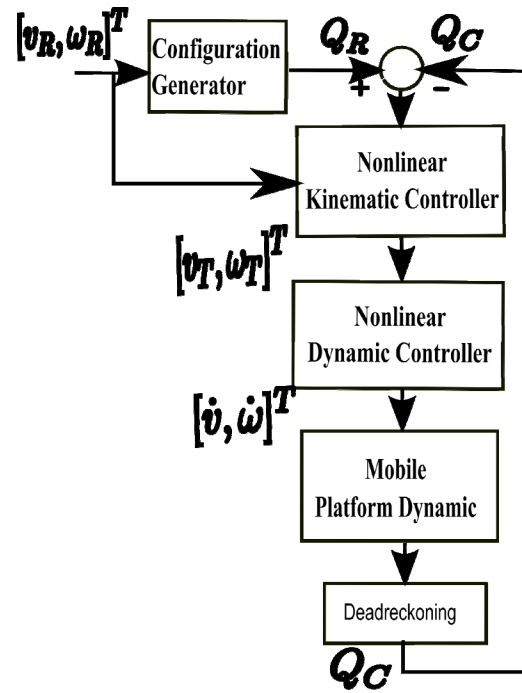 [v_R, ω_R]^T
Configuration
Generator
Q_R
Q_C
+
−
Nonlinear
Kinematic Controller
[v_T, ω_T]^T
Nonlinear
Dynamic Controller
[v̇, ω̇]^T
Mobile
Platform Dynamic
Deadreckoning
Q_C